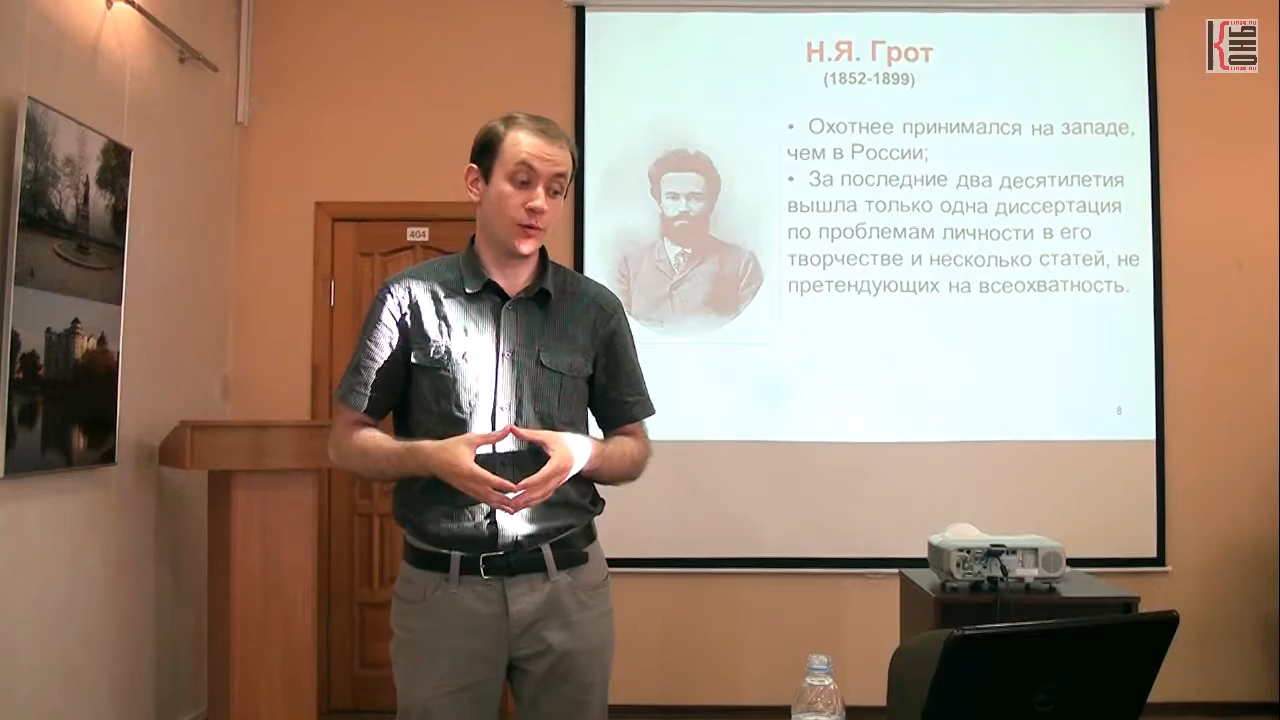 Н.Я. Грот
(1852-1899)
• Охотнее принимался на западе,
чем в России;
• За последние два десятилетия
вышла только одна диссертация
по проблемам личности в его
творчестве и несколько статей, не
претендующих на всеохватность.
8
464